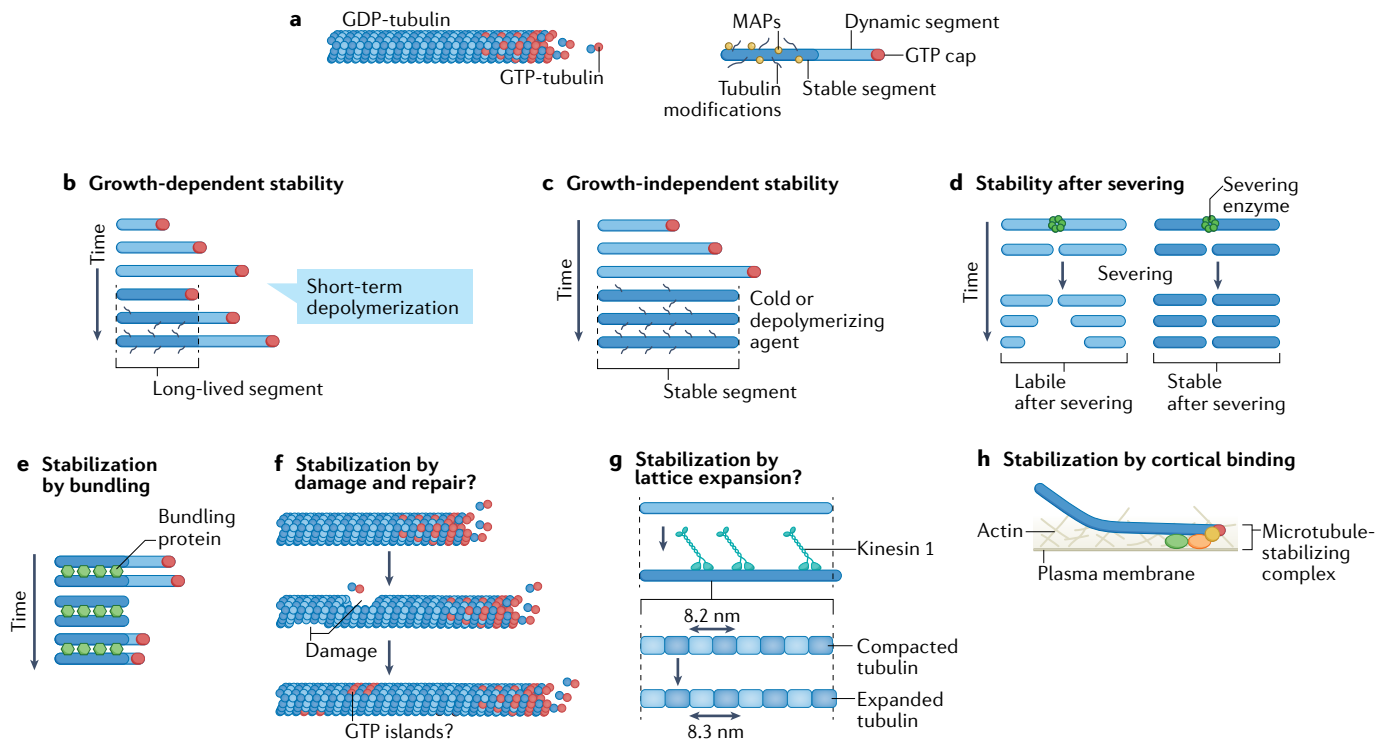 a
GDP-tubulin
GTP-tubulin
MAPs
Dynamic segment
GTP cap
Tubulin
modifications
Stable segment
b Growth-dependent stability
Time
Short-term
depolymerization
Long-lived segment
c Growth-independent stability
Time
Cold or
depolymerizing
agent
Stable segment
d Stability after severing
Severing
enzyme
Time
Severing
Labile
after severing
Stable
after severing
e Stabilization
by bundling
Bundling
protein
Time
f Stabilization by
damage and repair?
Damage
GTP islands?
g Stabilization by
lattice expansion?
Kinesin 1
8.2 nm
Compacted
tubulin
Expanded
tubulin
8.3 nm
h Stabilization by cortical binding
Actin
Plasma membrane
Microtubule-
stabilizing
complex